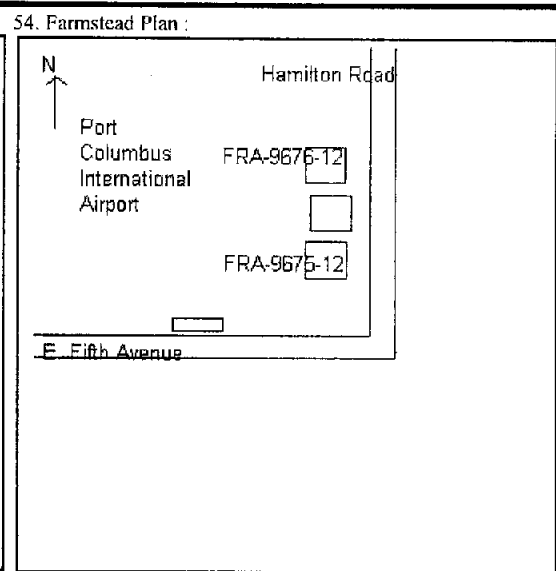 54. Farmstead Plan :
N
Hamilton Road
Port
Columbus
International
Airport
FRA-9676-12
FRA-9675-12
E. Fifth Avenue